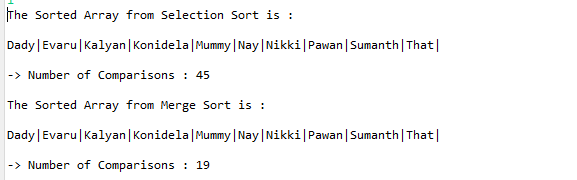 The Sorted Array from Selection Sort is :
Dady|Evaru|Kalyan|Konidela|Mummy|Nay|Nikki|Pawan|Sumanth|That|
-> Number of Comparisons : 45
The Sorted Array from Merge Sort is :
Dady|Evaru|Kalyan|Konidela|Mummy|Nay|Nikki|Pawan|Sumanth|That|
-> Number of Comparisons : 19